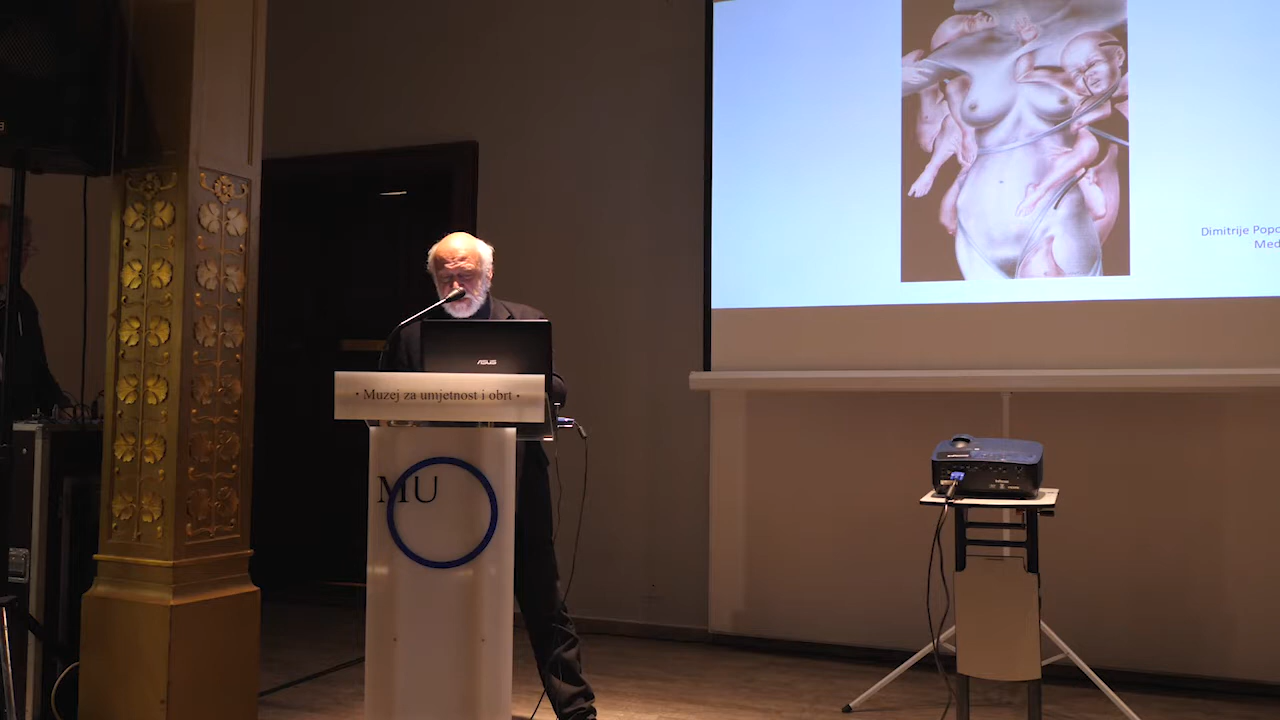 Dimitrije Popo
Med
ASUS
• Muzej za umjetnost i obrt •
MU